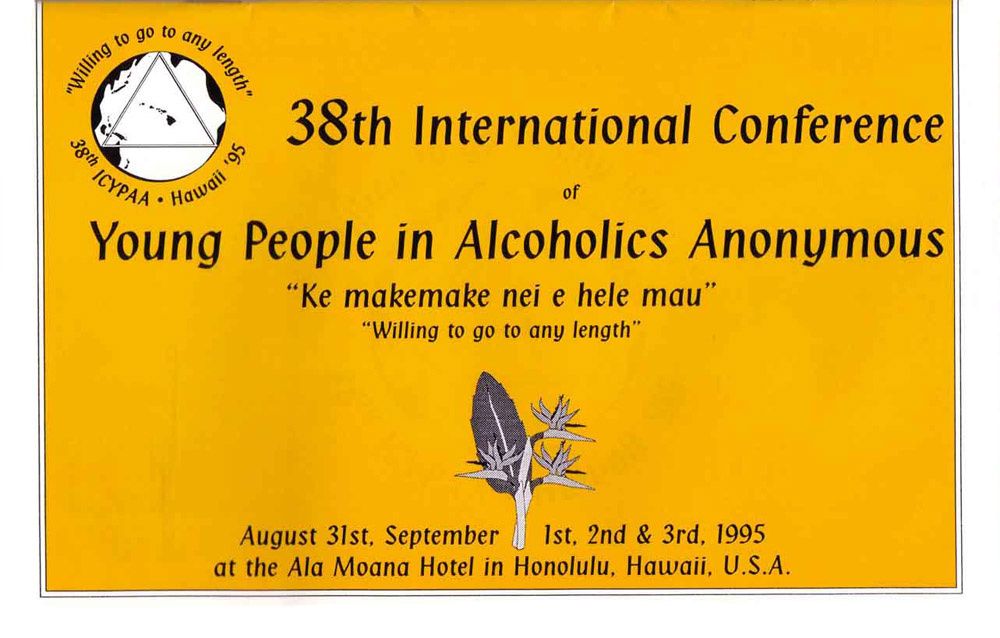 "Willing to go to any length"
38th ICYPAA • Hawaii '95
38th International Conference
of
Young People in Alcoholics Anonymous
“Ke makemake nei e hele mau”
“Willing to go to any length”
August 31st, September 1st, 2nd & 3rd, 1995
at the Ala Moana Hotel in Honolulu, Hawaii, U.S.A.